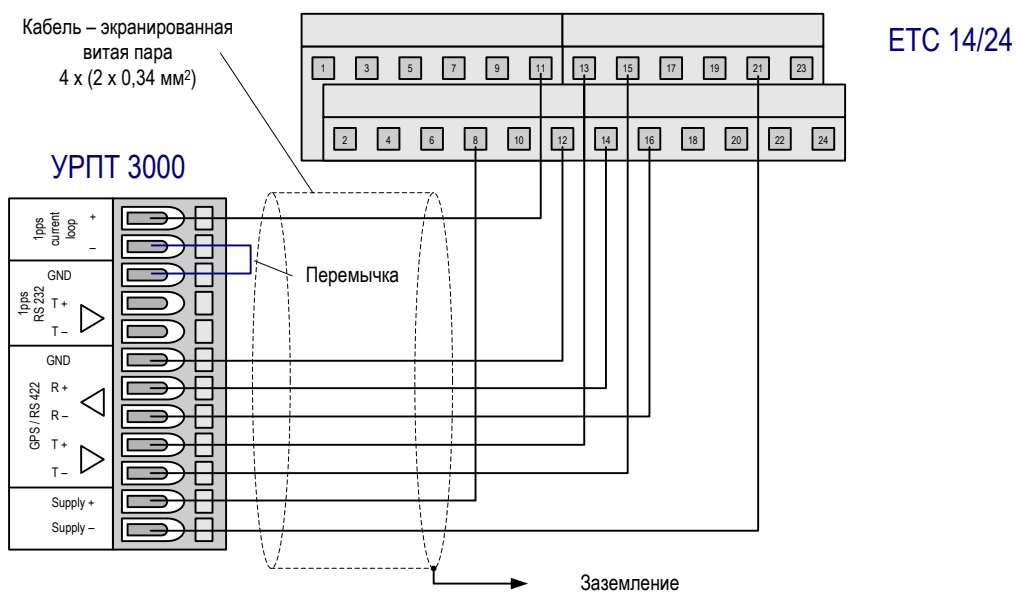 Кабель – экранированная
витая пара
4 x (2 x 0,34 мм²)
ETC 14/24
1 3 5 7 9 11 13 15 17 19 21 23
2 4 6 8 10 12 14 16 18 20 22 24
УРПТ 3000
1pps
current
loop
+
–
Перемычка
GND
1pps
RS 232
T +
T –
GND
GPS / RS 422
R +
R –
T +
T –
Supply +
Supply –
Заземление